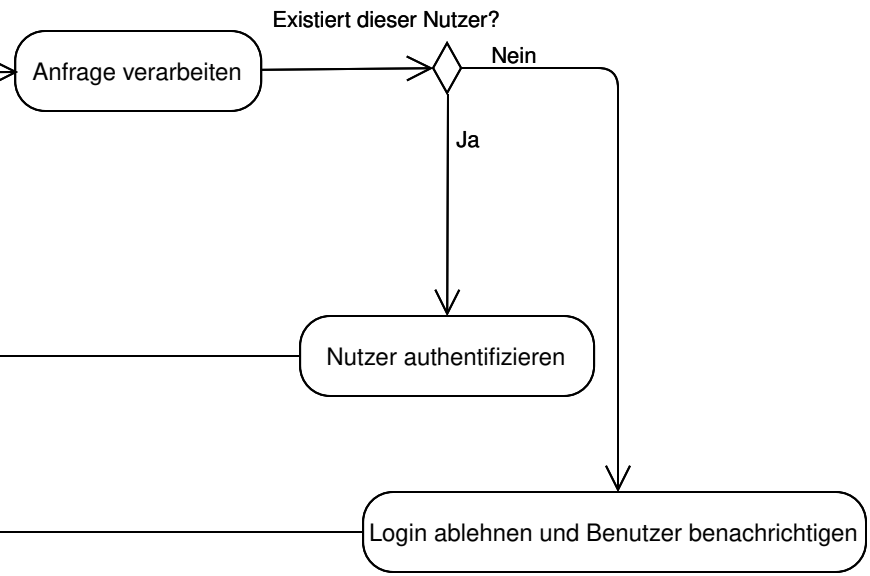 Existiert dieser Nutzer?
Anfrage verarbeiten
Nein
Ja
Nutzer authentifizieren
Login ablehnen und Benutzer benachrichtigen